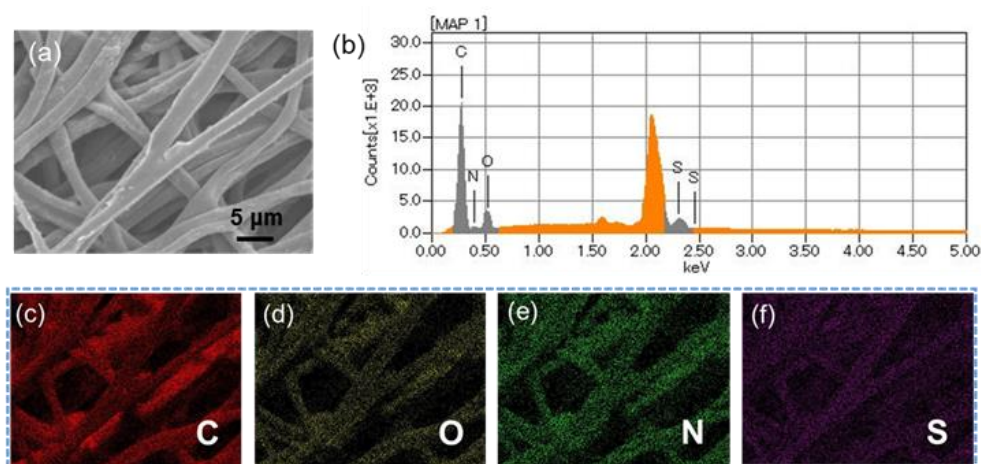 (a)
5 µm
(b)
[MAP 1]
Counts[x1.E+3]
30.0
25.0
20.0
15.0
10.0
5.0
0.0
C
N
O
S
S
0.00 0.50 1.00 1.50 2.00 2.50 3.00 3.50 4.00 4.50 5.00
keV
(c)
C
(d)
O
(e)
N
(f)
S